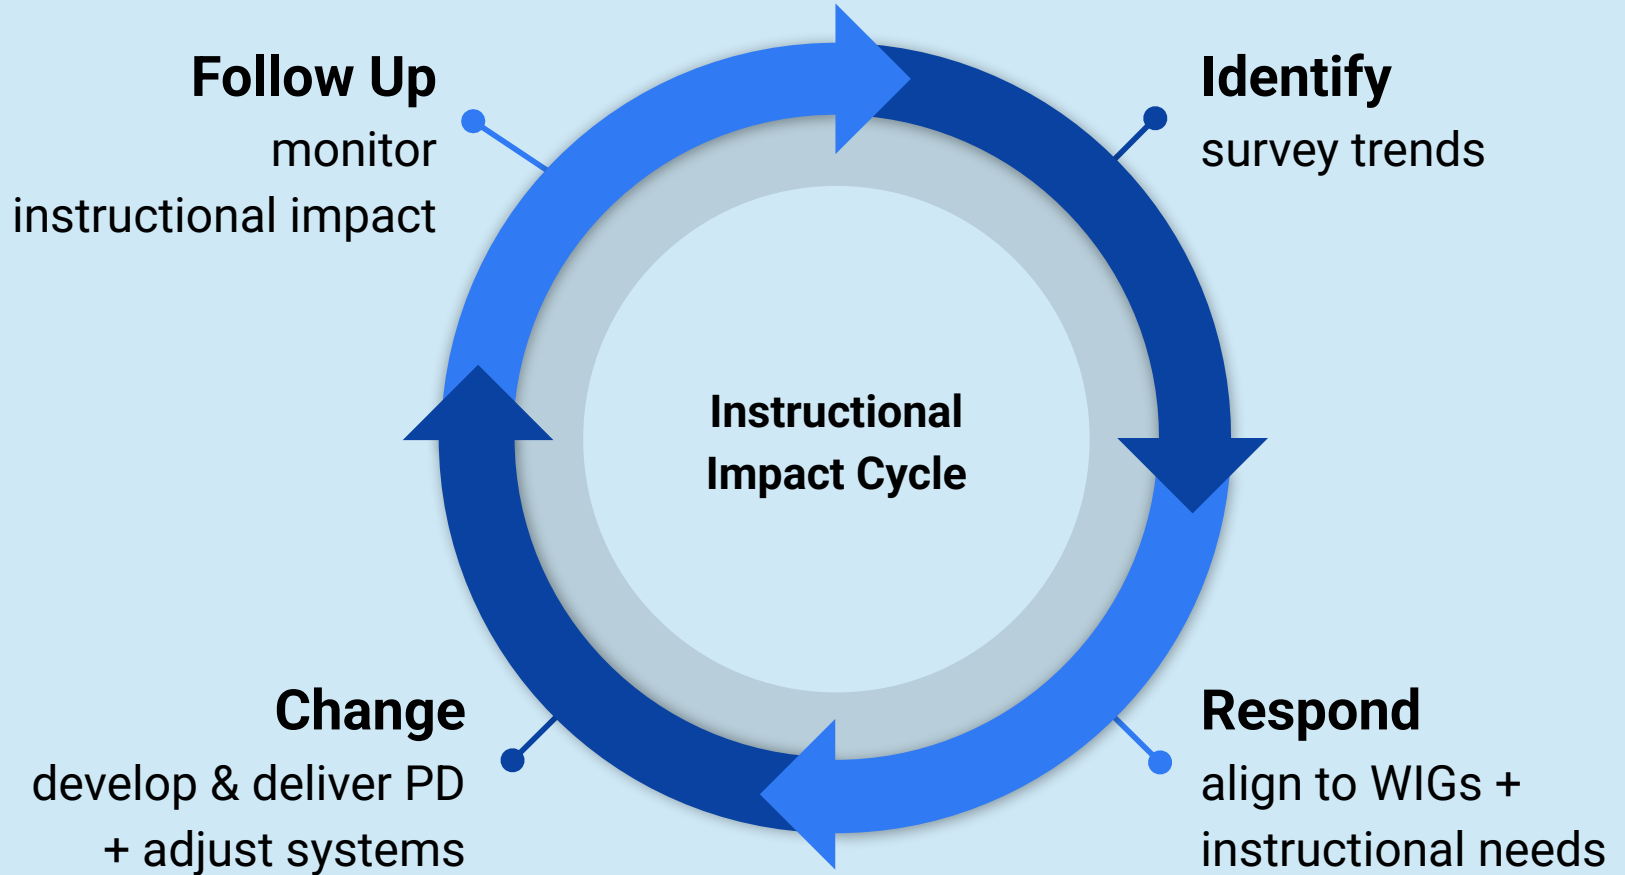 Follow Up
monitor
instructional impact
Identify
survey trends
Instructional
Impact Cycle
Change
develop & deliver PD
+ adjust systems
Respond
align to WIGs +
instructional needs